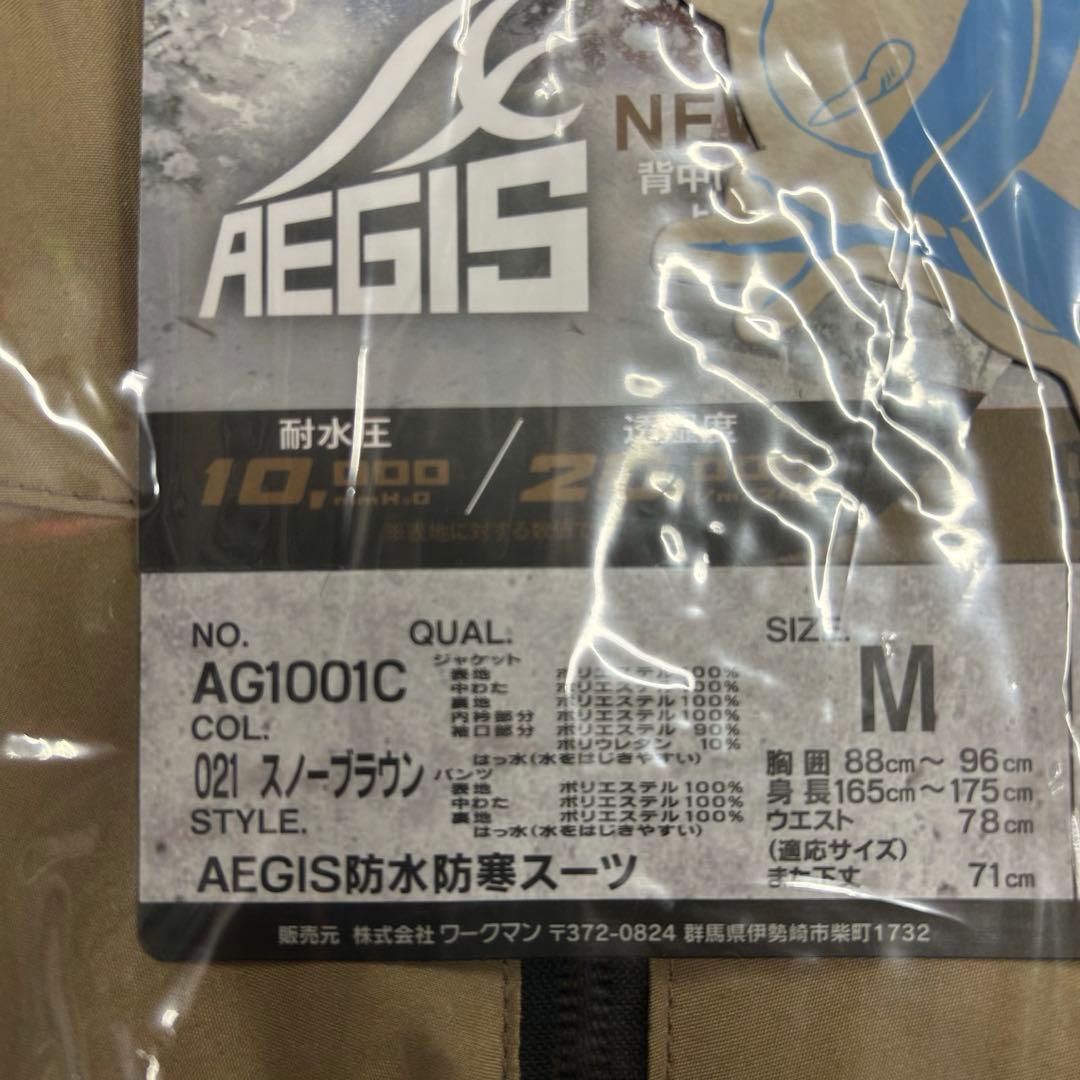 AEGIS
背中
耐水圧 / 透湿度
10,000
mmH2O
※表地に対する数値で
NO.
AG1001C
COL.
021 スノーブラウン
STYLE.
AEGIS防水防寒スーツ
QUAL.
ジャケット
表地 ポリエステル100%
中わた ポリエステル100%
裏地 ポリエステル100%
内衿部分 ポリエステル100%
袖口部分 ポリエステル 90%
ポリウレタン 10%
はっ水(水をはじきやすい)
パンツ
表地 ポリエステル100%
中わた ポリエステル100%
裏地 ポリエステル100%
はっ水(水をはじきやすい)
SIZE.
M
胸囲 88cm～ 96cm
身長165cm～175cm
ウエスト 78cm
(適応サイズ)
また下丈 71cm
販売元 株式会社 ワークマン 〒372-0824 群馬県伊勢崎市柴町1732